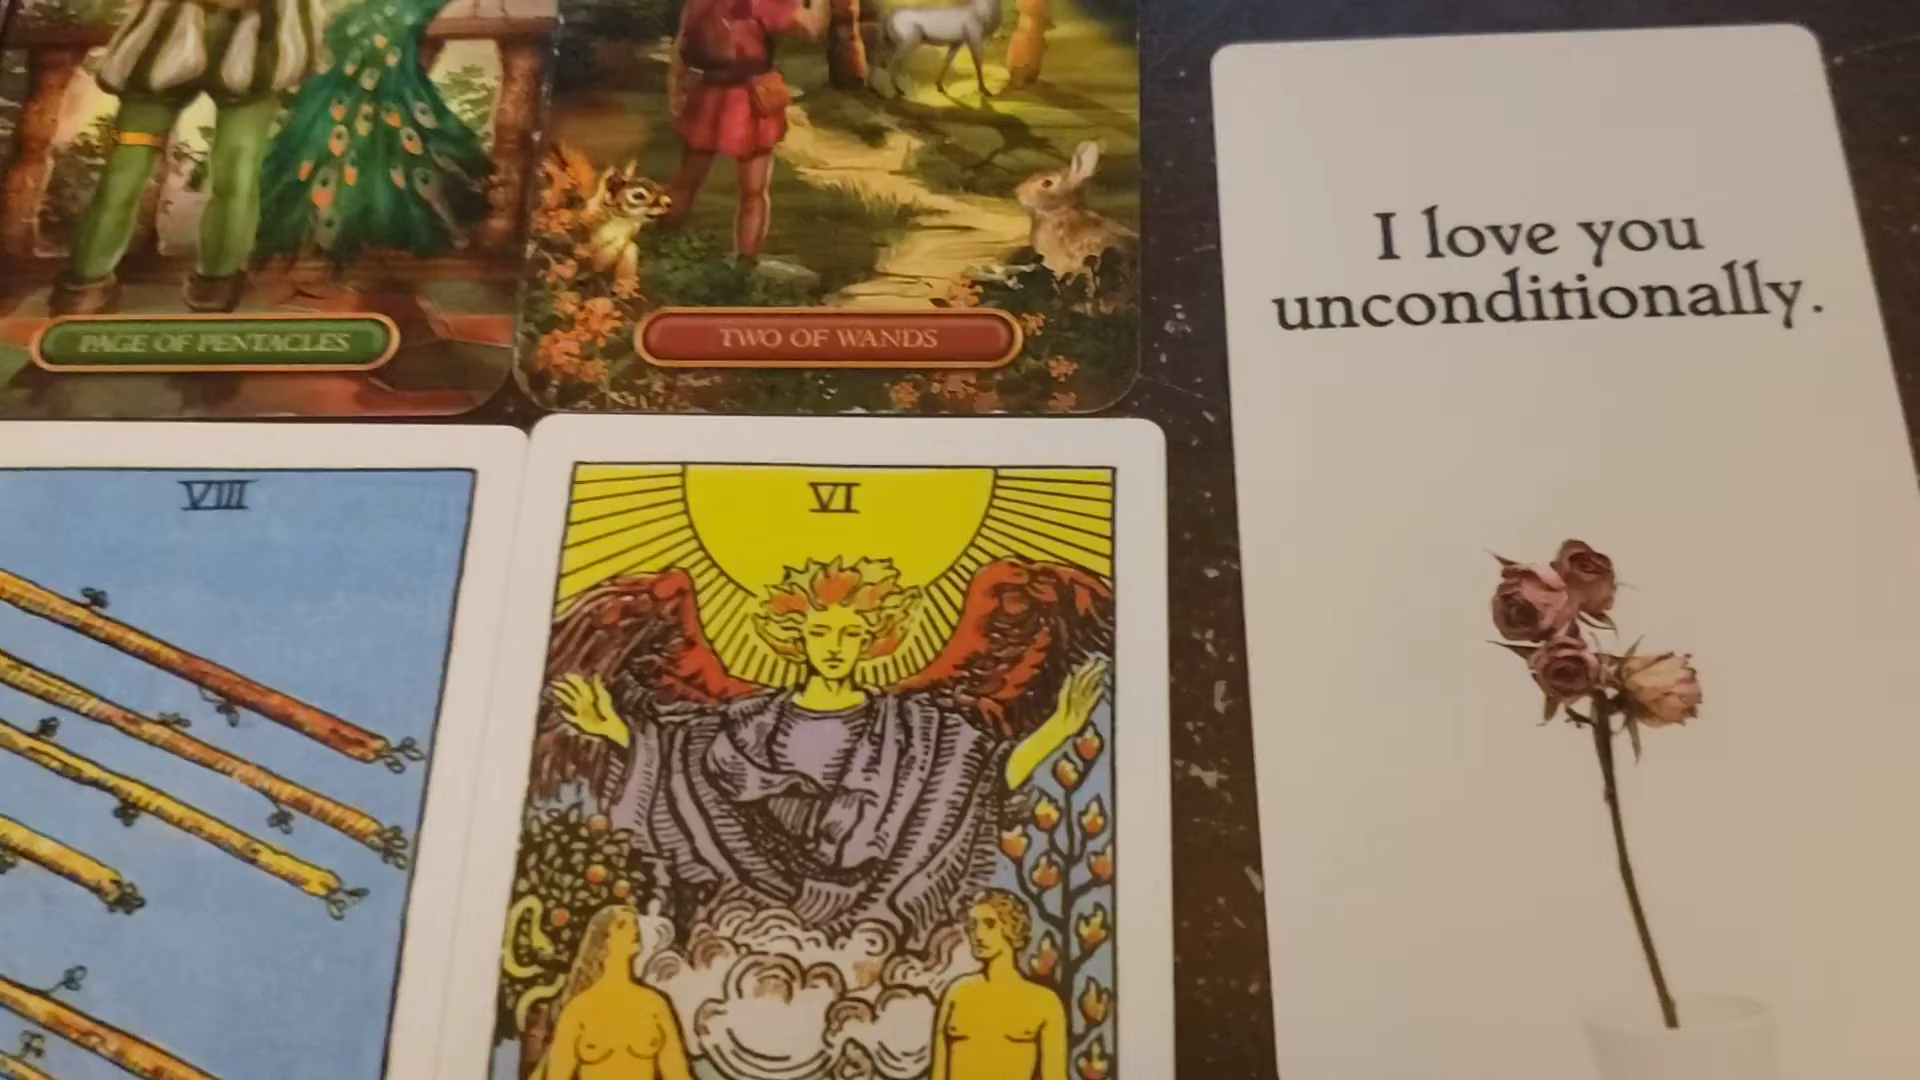 PAGE OF PENTACLES
TWO OF WANDS
I love you
unconditionally.
VIII
VI